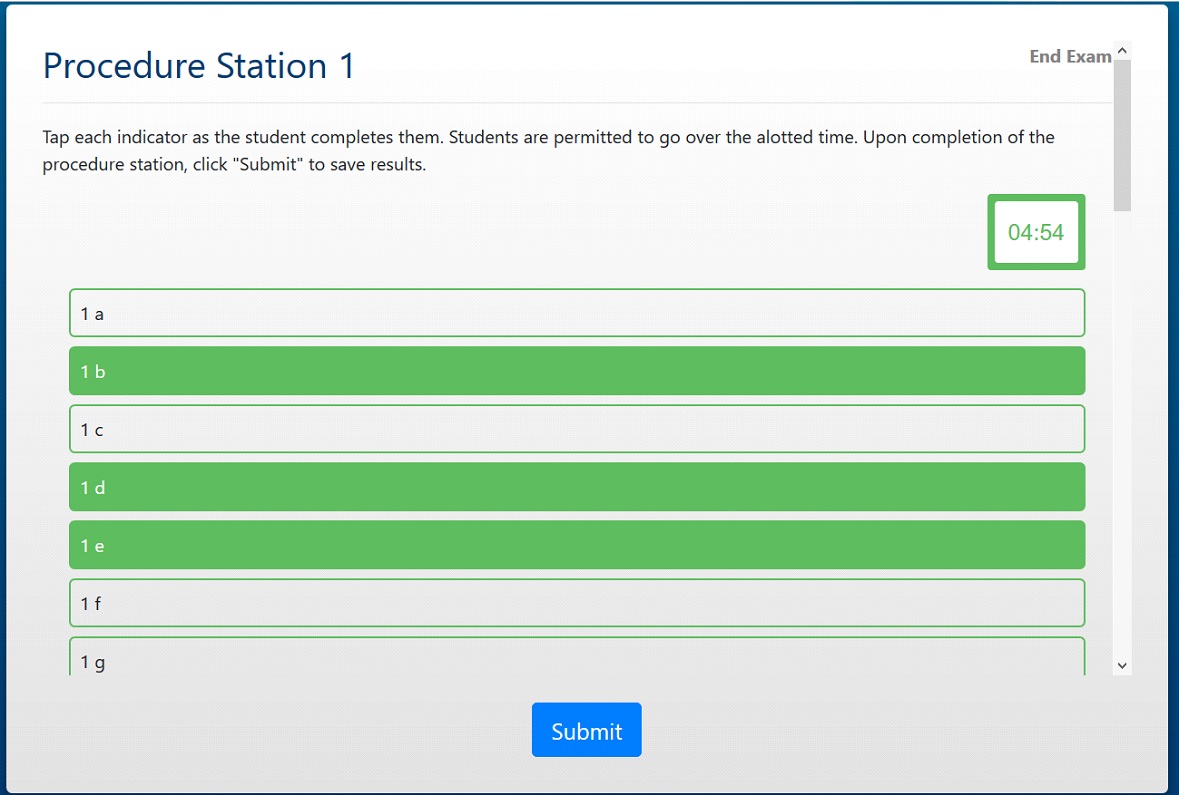 Procedure Station 1
End Exam
Tap each indicator as the student completes them. Students are permitted to go over the alotted time. Upon completion of the
procedure station, click "Submit" to save results.
04:54
1 a
1 b
1 c
1 d
1 e
1 f
1 g
Submit